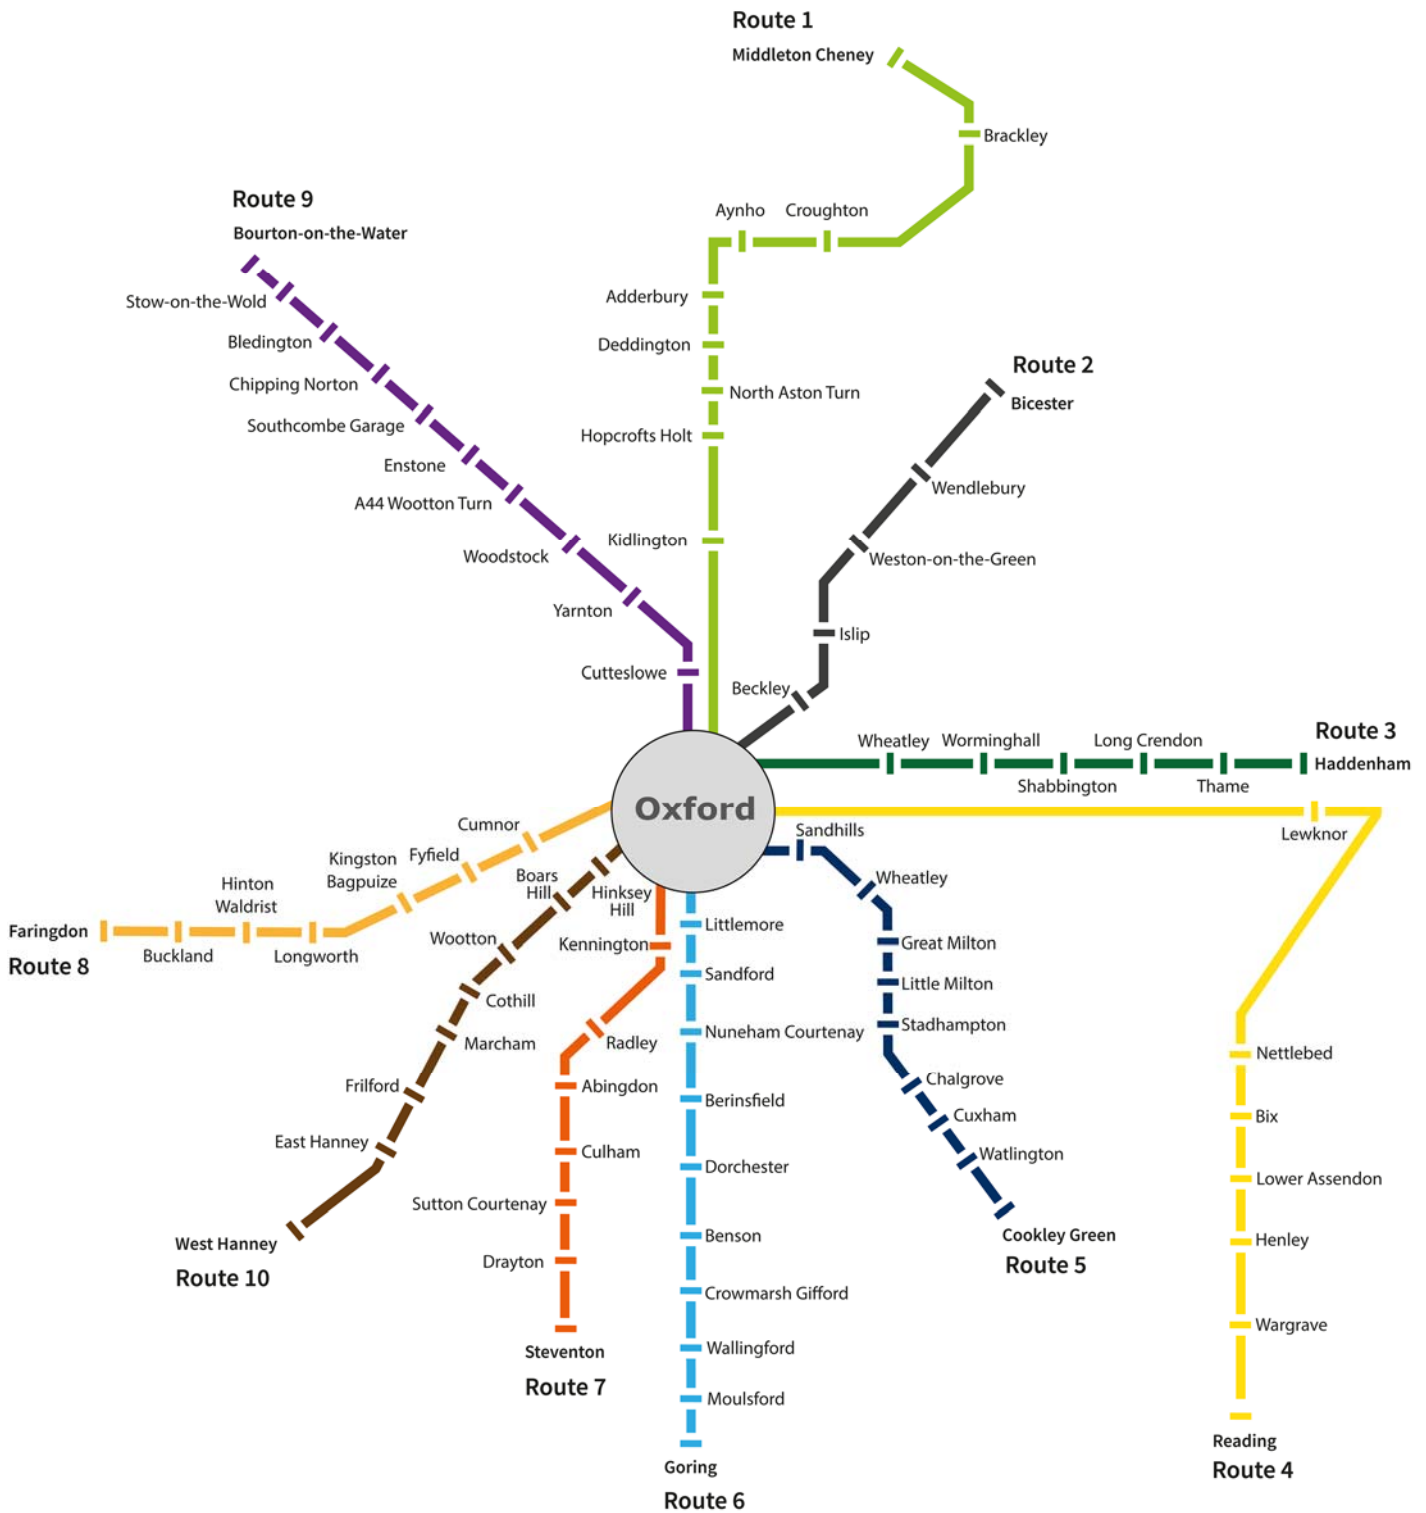 Route 1
Middleton Cheney
Brackley
Aynho
Croughton
Adderbury
Deddington
North Aston Turn
Hopcrofts Holt
Kidlington
Route 9
Bourton-on-the-Water
Stow-on-the-Wold
Bledington
Chipping Norton
Southcombe Garage
Enstone
A44 Wootton Turn
Woodstock
Yarnton
Cutteslowe
Route 2
Bicester
Wendlebury
Weston-on-the-Green
Islip
Beckley
Route 3
Haddenham
Wheatley
Worminghall
Shabbington
Long Crendon
Thame
Oxford
Lewknor
Nettlebed
Bix
Lower Assendon
Henley
Wargrave
Reading
Route 4
Sandhills
Wheatley
Great Milton
Little Milton
Stadhampton
Chalgrove
Cuxham
Watlington
Cookley Green
Route 5
Littlemore
Sandford
Nuneham Courtenay
Berinsfield
Dorchester
Benson
Crowmarsh Gifford
Wallingford
Moulsford
Goring
Route 6
Kennington
Radley
Abingdon
Culham
Sutton Courtenay
Drayton
Steventon
Route 7
Cumnor
Fyfield
Kingston
Bagpuize
Hinton
Waldrist
Longworth
Buckland
Faringdon
Route 8
Hinksey
Hill
Boars
Hill
Wootton
Cothill
Marcham
Frilford
East Hanney
West Hanney
Route 10